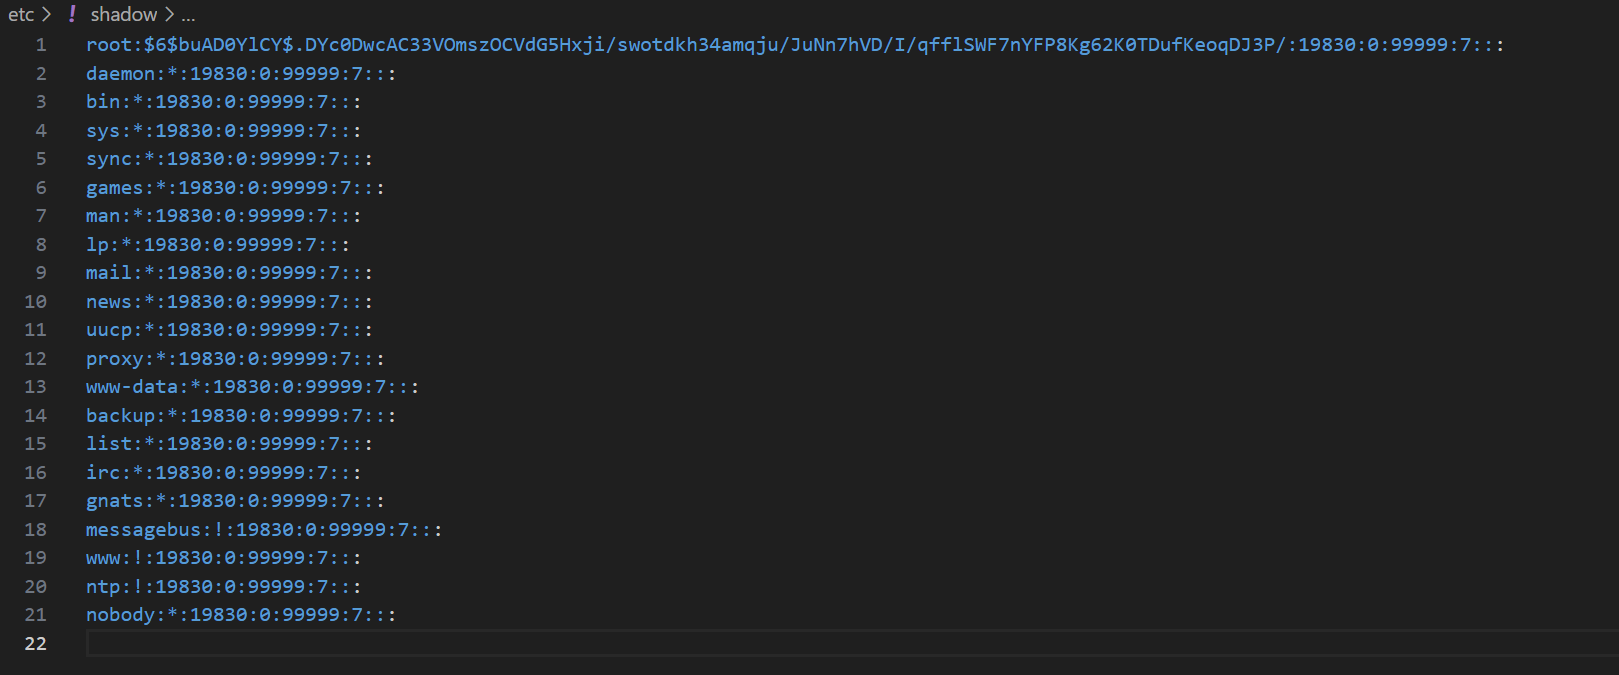 etc > ! shadow > ...
1 root:$6$buAD0YlCY$.DYc0DwcAC33VOmszOCVdG5Hxji/swotdkh34amqju/JuNn7hVD/I/qfflSWF7nYFP8Kg62K0TDufKeoqDJ3P/:19830:0:99999:7:::
2 daemon:*:19830:0:99999:7:::
3 bin:*:19830:0:99999:7:::
4 sys:*:19830:0:99999:7:::
5 sync:*:19830:0:99999:7:::
6 games:*:19830:0:99999:7:::
7 man:*:19830:0:99999:7:::
8 lp:*:19830:0:99999:7:::
9 mail:*:19830:0:99999:7:::
10 news:*:19830:0:99999:7:::
11 uucp:*:19830:0:99999:7:::
12 proxy:*:19830:0:99999:7:::
13 www-data:*:19830:0:99999:7:::
14 backup:*:19830:0:99999:7:::
15 list:*:19830:0:99999:7:::
16 irc:*:19830:0:99999:7:::
17 gnats:*:19830:0:99999:7:::
18 messagebus:!:19830:0:99999:7:::
19 www:!:19830:0:99999:7:::
20 ntp:!:19830:0:99999:7:::
21 nobody:*:19830:0:99999:7:::
22